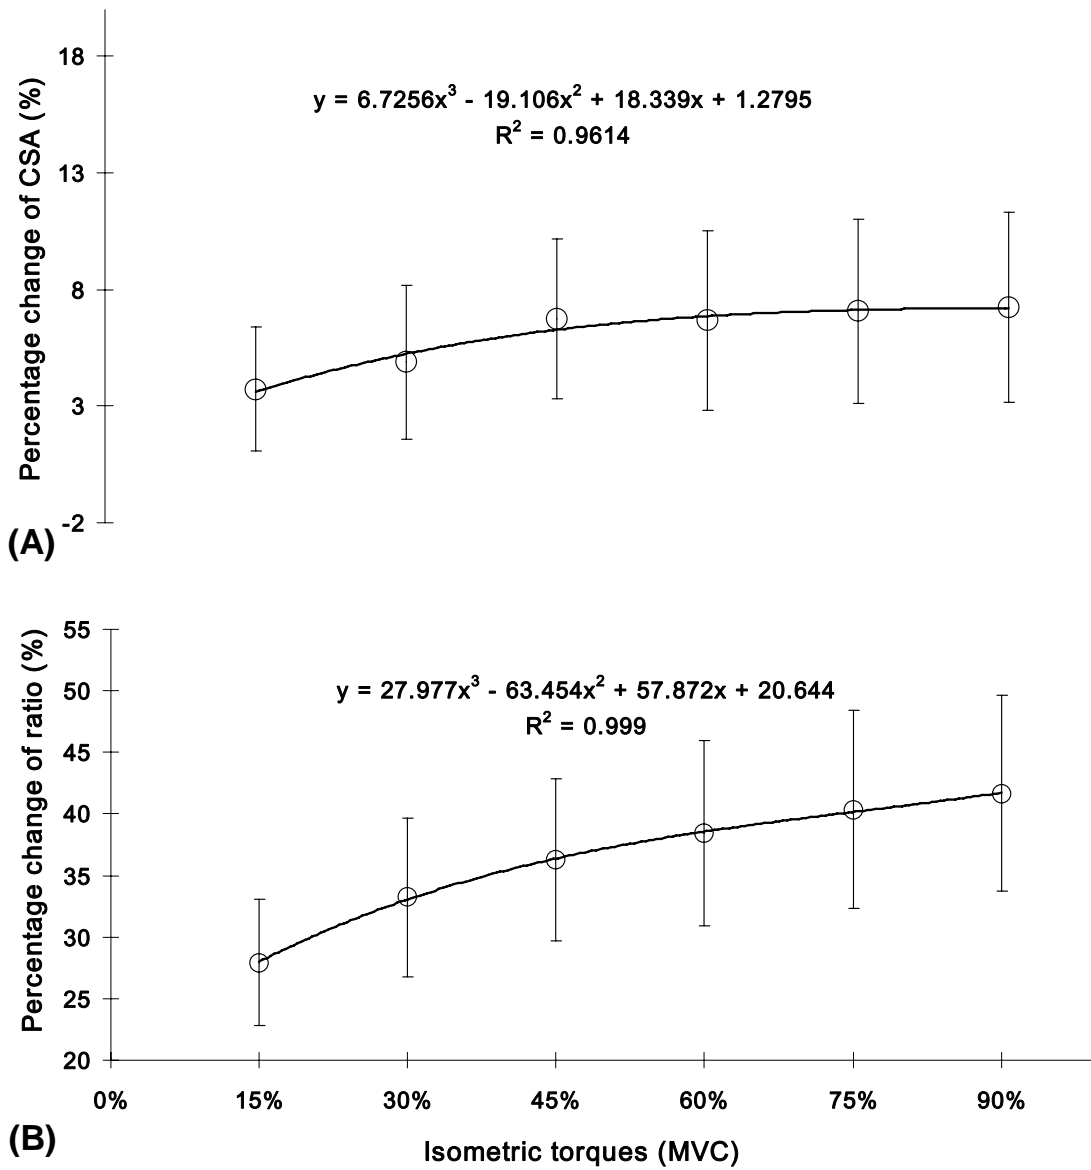 18
y = 6.7256x³ - 19.106x² + 18.339x + 1.2795
R² = 0.9614
13
8
3
-2
Percentage change of CSA (%)
(A)
55
50
y = 27.977x³ - 63.454x² + 57.872x + 20.644
R² = 0.999
45
40
35
30
25
20
Percentage change of ratio (%)
0% 15% 30% 45% 60% 75% 90%
(B)
Isometric torques (MVC)